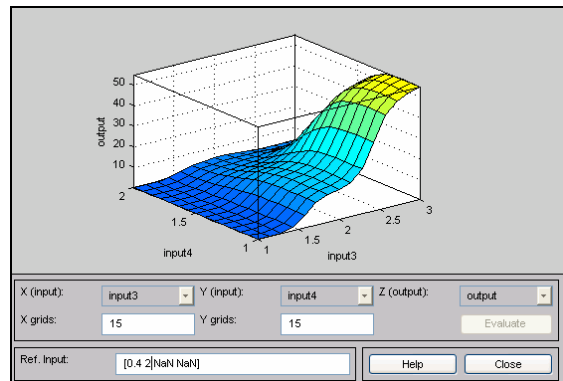 50
40
30
20
10
output
2
1.5
1
input4
1
1.5
2
2.5
3
input3
X (input): input3 Y (input): input4 Z (output): output
X grids: 15 Y grids: 15 Evaluate
Ref. Input: [0.4 2 NaN NaN] Help Close